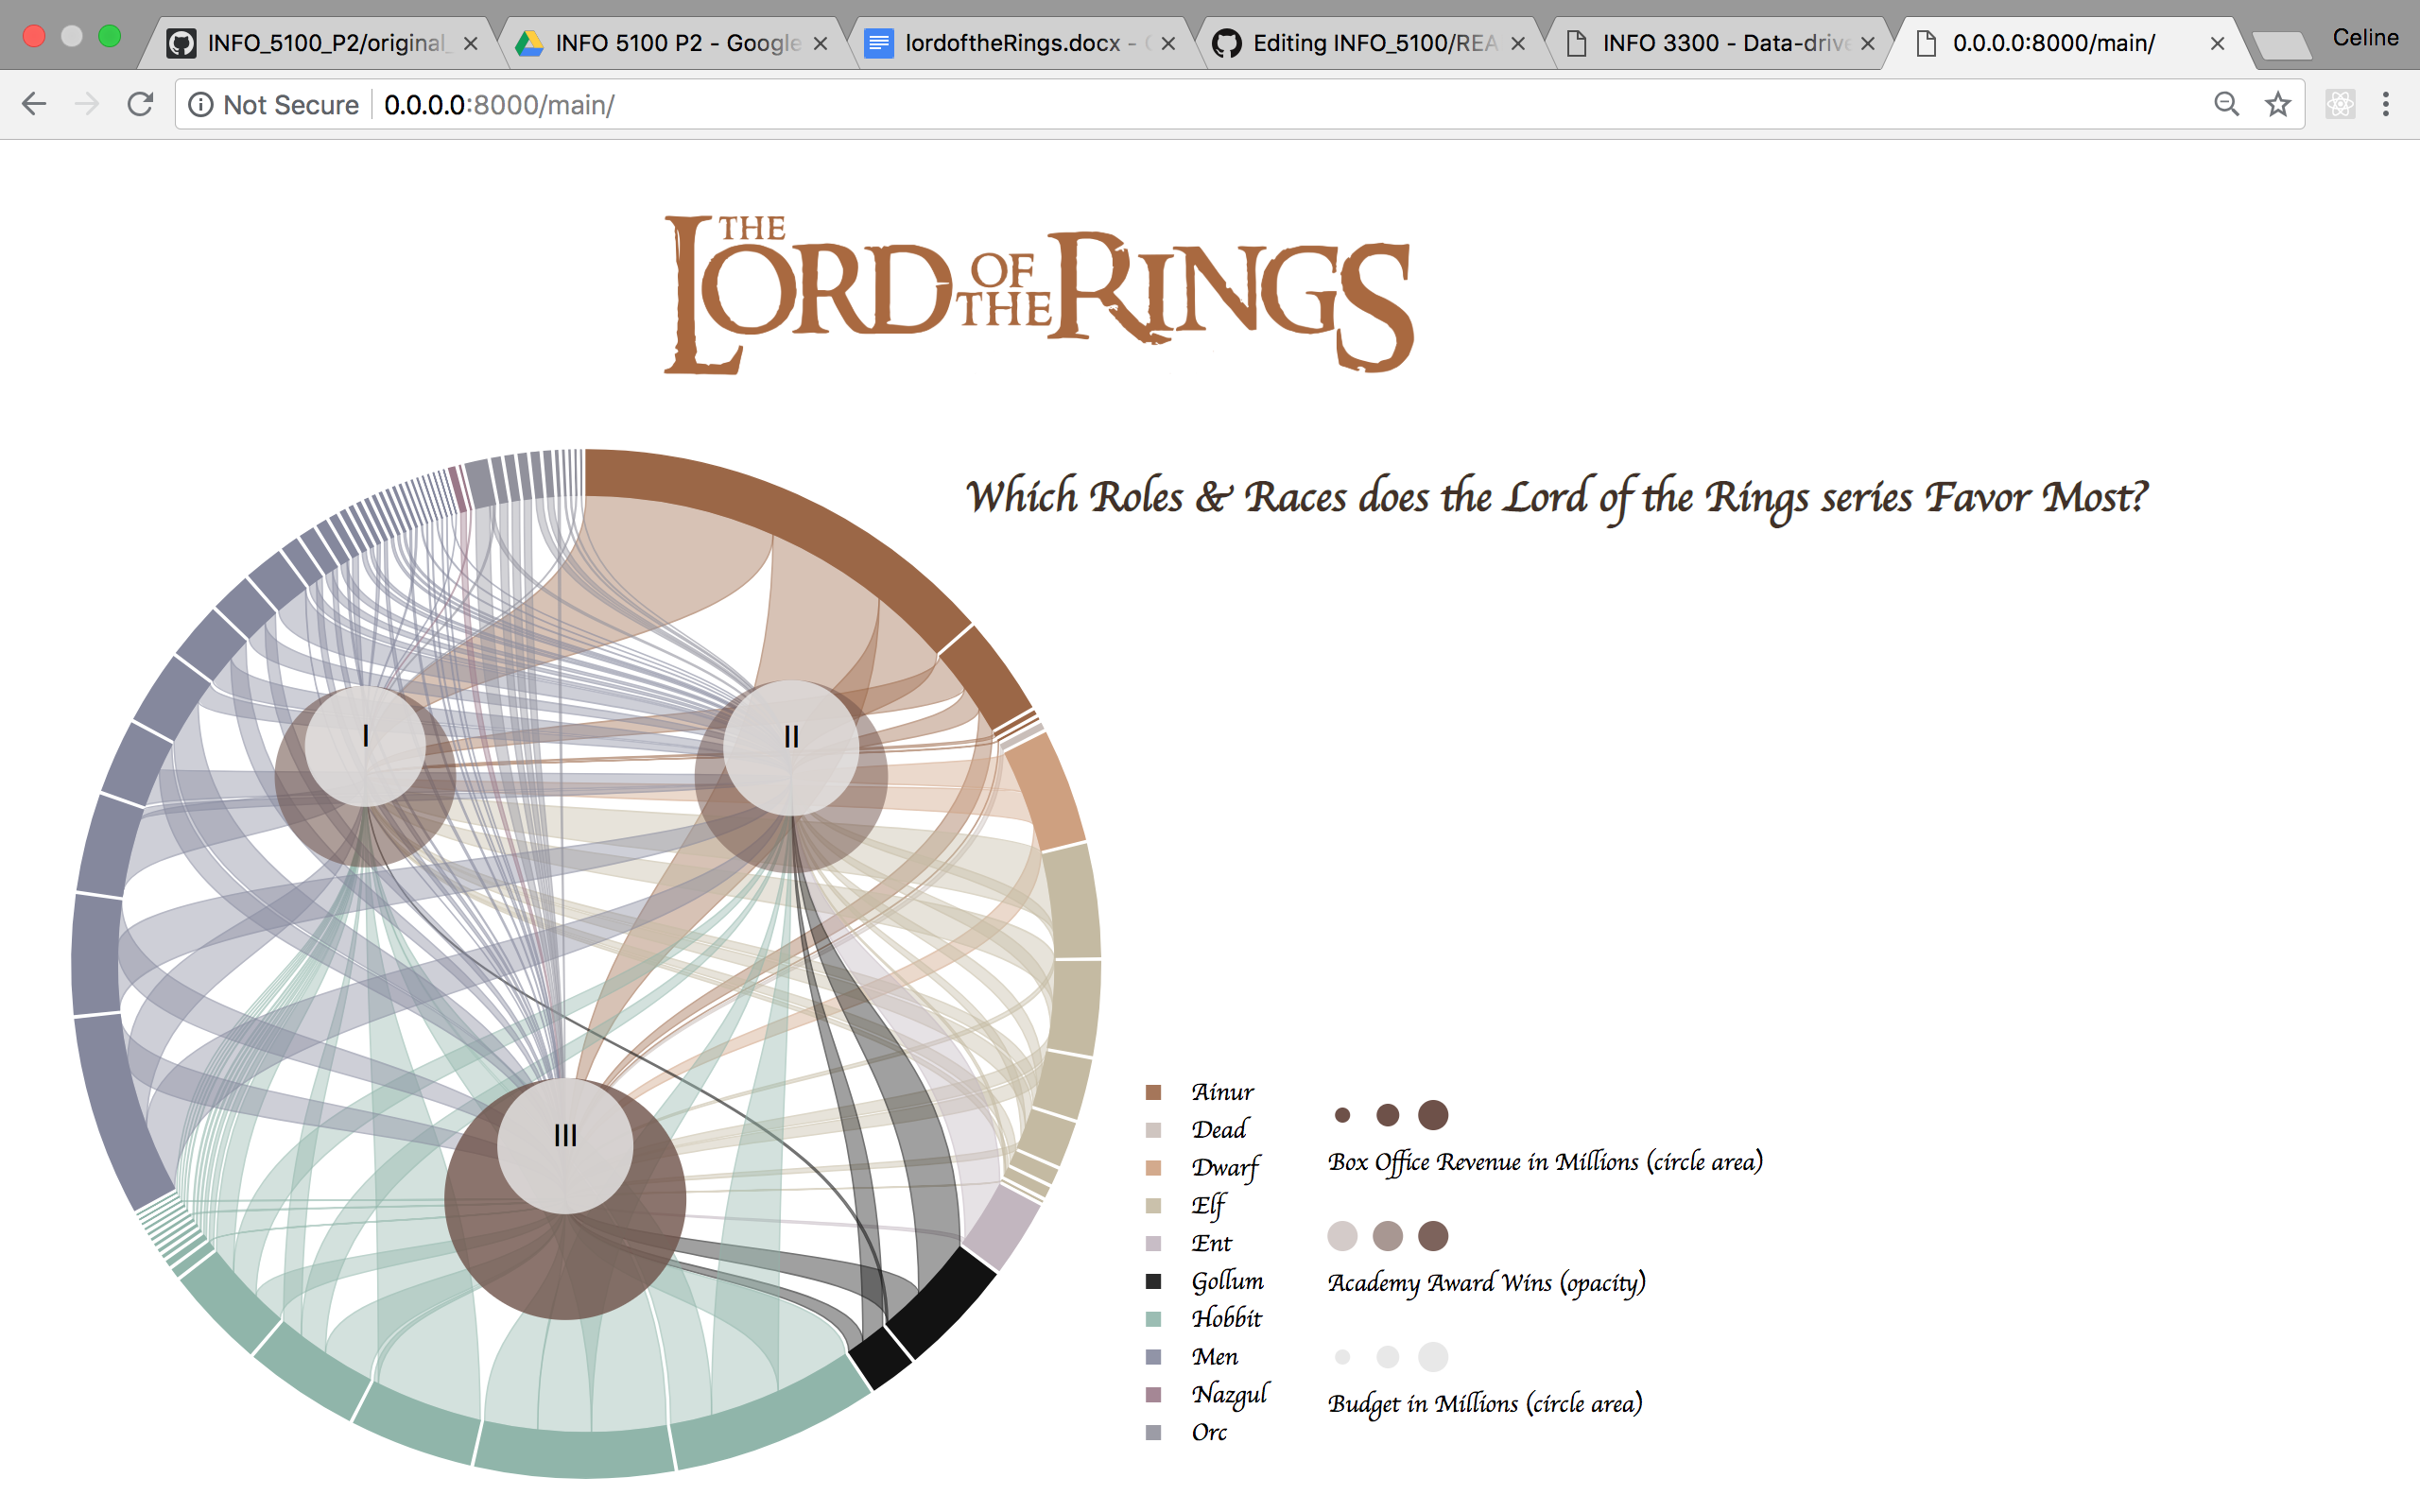 INFO_5100_P2/original_
INFO 5100 P2 - Google
lordoftheRings.docx - G
Editing INFO_5100/REA
INFO 3300 - Data-drive
0.0.0.0:8000/main/
Celine
Not Secure
0.0.0.0:8000/main/
THE LORD OF THE RINGS
Which Roles & Races does the Lord of the Rings series Favor Most?
I
II
III
Ainur
Dead
Dwarf
Elf
Ent
Gollum
Hobbit
Men
Nazgul
Orc
Box Office Revenue in Millions (circle area)
Academy Award Wins (opacity)
Budget in Millions (circle area)